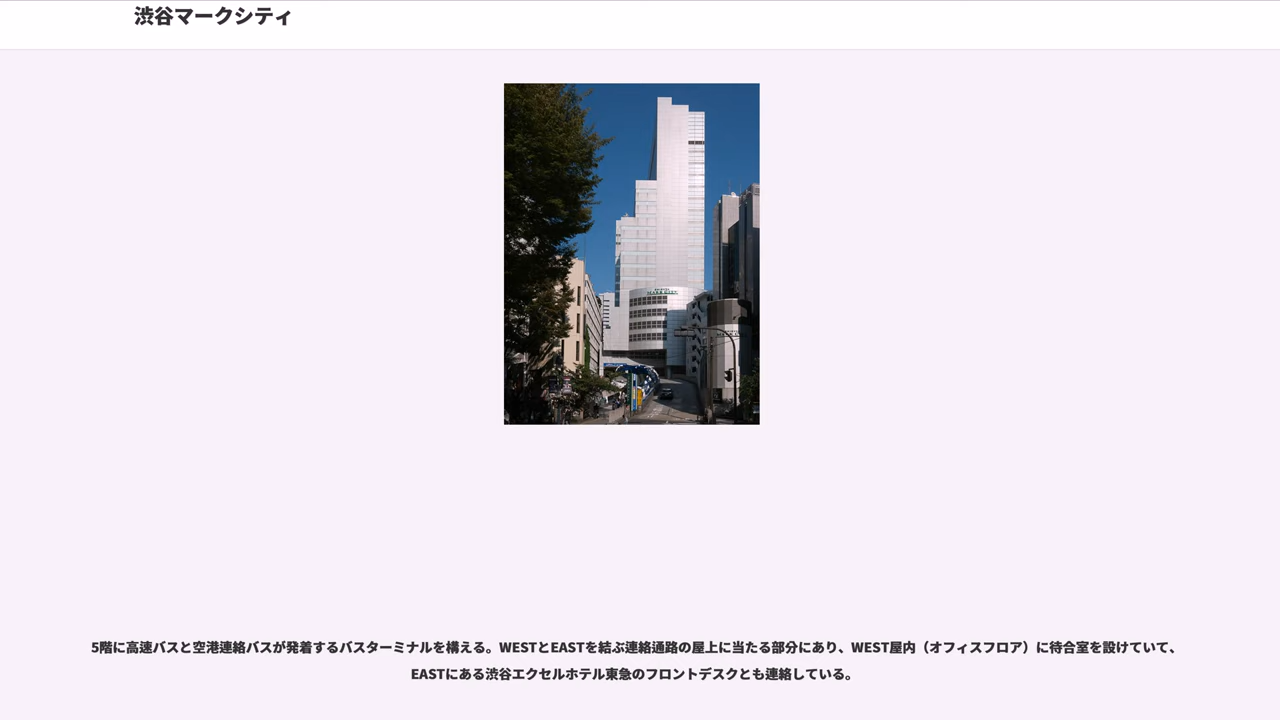 渋谷マークシティ
MARK CITY
5階に高速バスと空港連絡バスが発着するバスターミナルを構える。WESTとEASTを結ぶ連絡通路の屋上に当たる部分にあり、WEST屋内（オフィスフロア）に待合室を設けていて、
EASTにある渋谷エクセルホテル東急のフロントデスクとも連絡している。